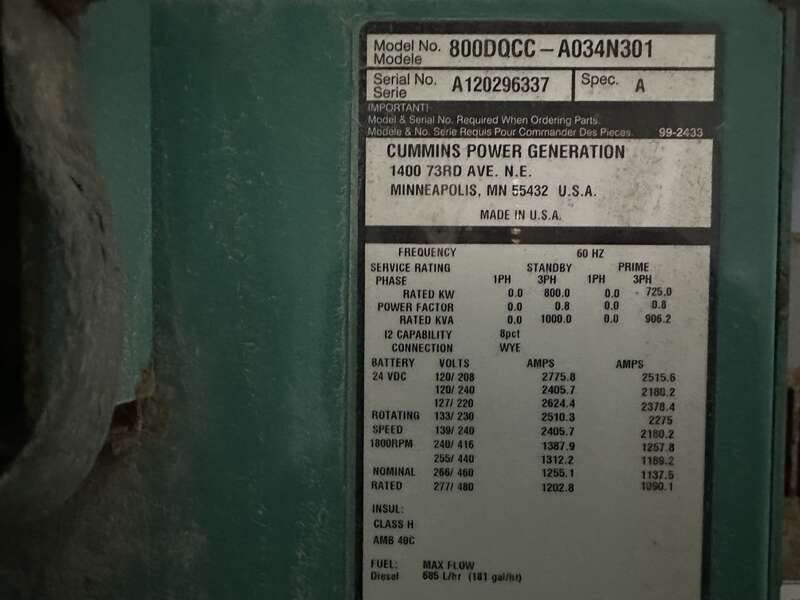 Model No. 800DQCC-A034N301
Modele
Serial No. A120296337 Spec. A
Serie
IMPORTANT!
Model & Serial No. Required When Ordering Parts.
Modele & No. Serie Requis Pour Commander Des Pieces. 99-2433
CUMMINS POWER GENERATION
1400 73RD AVE. N.E.
MINNEAPOLIS, MN 55432 U.S.A.
MADE IN U.S.A.
FREQUENCY 60 HZ
SERVICE RATING STANDBY PRIME
PHASE 1PH 3PH 1PH 3PH
RATED KW 0.0 800.0 0.0 725.0
POWER FACTOR 0.0 0.8 0.0 0.8
RATED KVA 0.0 1000.0 0.0 906.2
I2 CAPABILITY 8pct
CONNECTION WYE
BATTERY VOLTS AMPS AMPS
24 VDC 120/ 208 2775.8 2515.6
120/ 240 2405.7 2180.2
127/ 220 2624.4 2378.4
ROTATING 133/ 230 2510.3 2275
SPEED 139/ 240 2405.7 2180.2
1800RPM 240/ 416 1387.9 1257.8
255/ 440 1312.2 1189.2
NOMINAL 266/ 460 1255.1 1137.5
RATED 277/ 480 1202.8 1090.1
INSUL:
CLASS H
AMB 40C
FUEL: MAX FLOW
Diesel 685 L/hr (181 gal/hr)